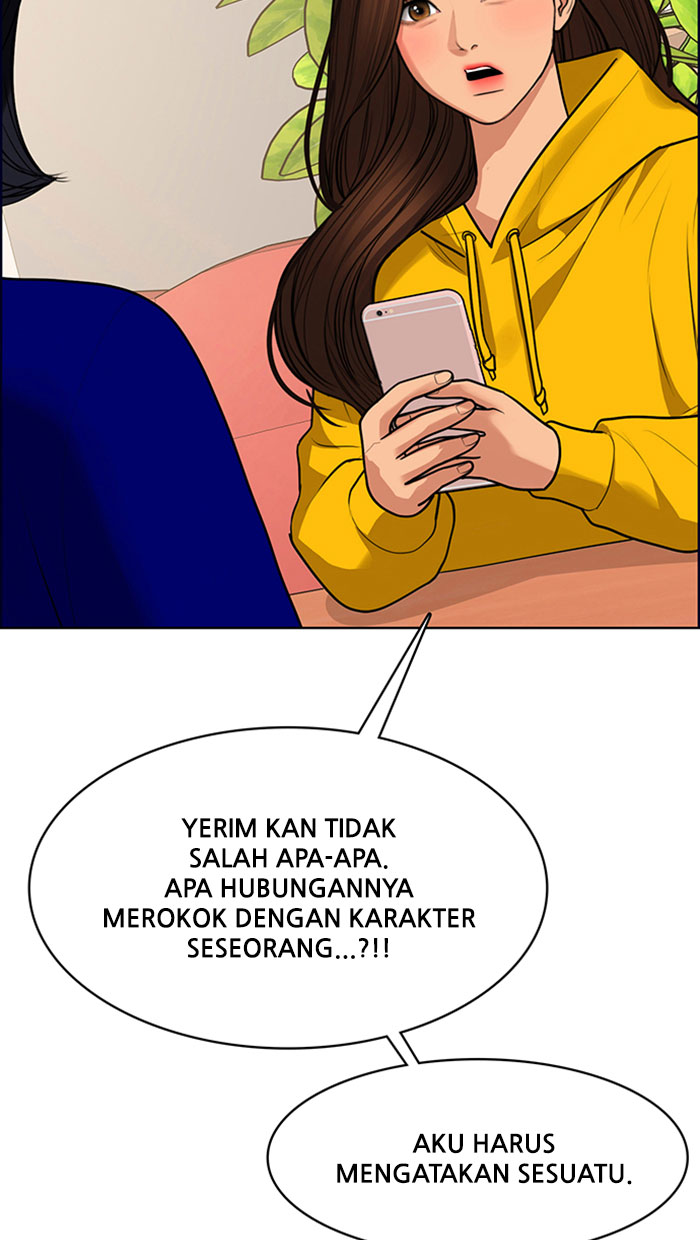 YERIM KAN TIDAK
SALAH APA-APA.
APA HUBUNGANNYA
MEROKOK DENGAN KARAKTER
SESEORANG...?!!
AKU HARUS
MENGATAKAN SESUATU.